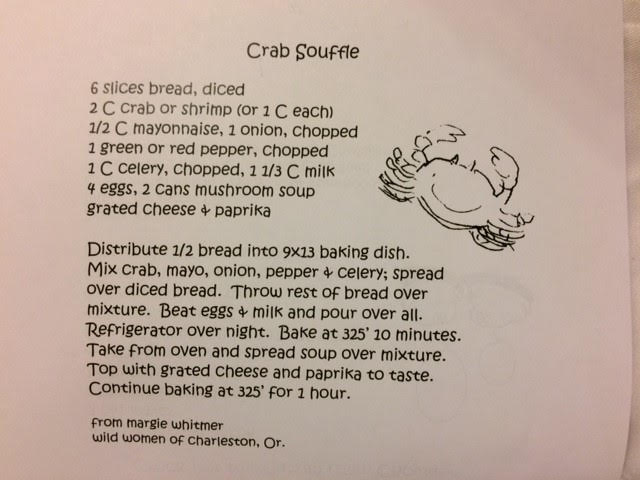 Crab Souffle
6 slices bread, diced
2 C crab or shrimp (or 1 C each)
1/2 C mayonnaise, 1 onion, chopped
1 green or red pepper, chopped
1 C celery, chopped, 1 1/3 C milk
4 eggs, 2 cans mushroom soup
grated cheese & paprika
Distribute 1/2 bread into 9x13 baking dish.
Mix crab, mayo, onion, pepper & celery; spread
over diced bread. Throw rest of bread over
mixture. Beat eggs & milk and pour over all.
Refrigerator over night. Bake at 325' 10 minutes.
Take from oven and spread soup over mixture.
Top with grated cheese and paprika to taste.
Continue baking at 325' for 1 hour.
from margie whitmer
wild women of Charleston, Or.